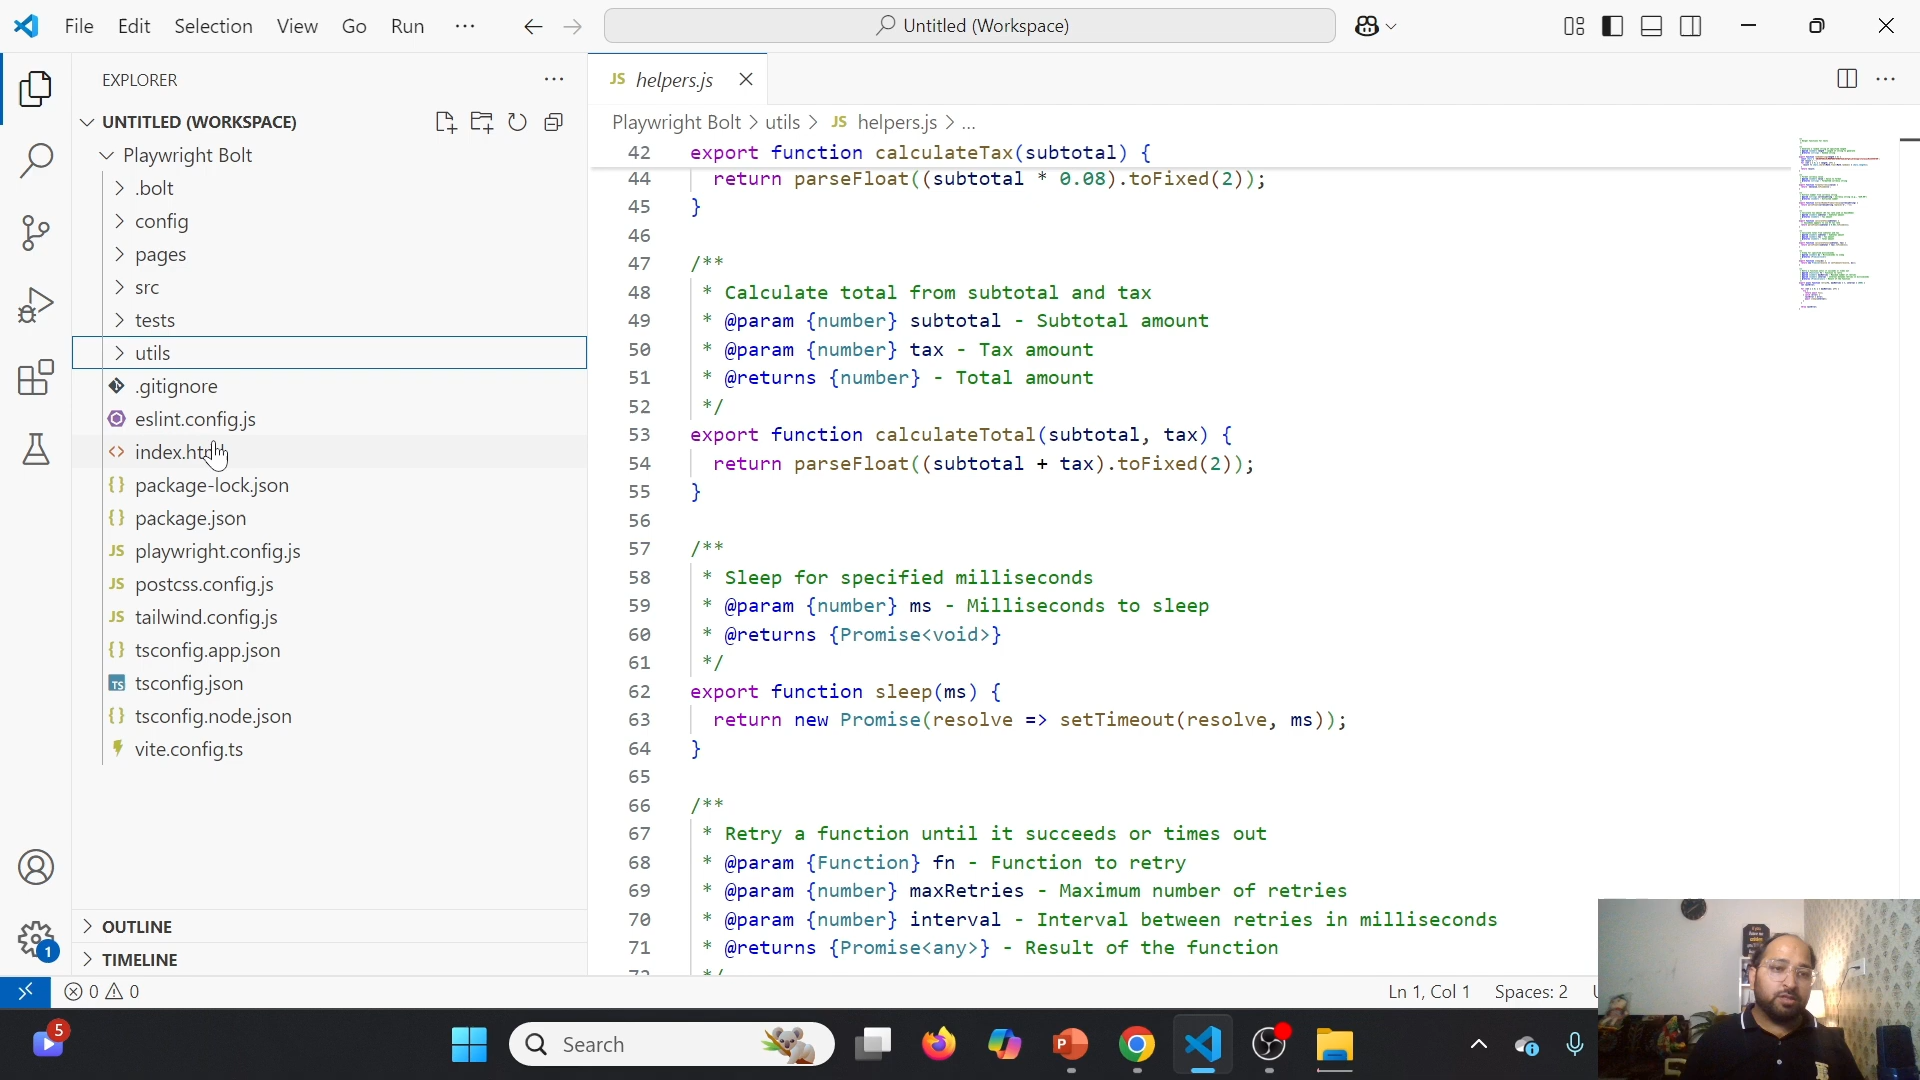 File Edit Selection View Go Run ···
Untitled (Workspace)
EXPLORER
UNTITLED (WORKSPACE)
Playwright Bolt
.bolt
config
pages
src
tests
utils
.gitignore
eslint.config.js
index.html
package-lock.json
package.json
playwright.config.js
postcss.config.js
tailwind.config.js
tsconfig.app.json
tsconfig.json
tsconfig.node.json
vite.config.ts
OUTLINE
TIMELINE
JS helpers.js
Playwright Bolt > utils > JS helpers.js > ...
42 export function calculateTax(subtotal) {
44 return parseFloat((subtotal * 0.08).toFixed(2));
45 }
46
47 /**
48 * Calculate total from subtotal and tax
49 * @param {number} subtotal - Subtotal amount
50 * @param {number} tax - Tax amount
51 * @returns {number} - Total amount
52 */
53 export function calculateTotal(subtotal, tax) {
54 return parseFloat((subtotal + tax).toFixed(2));
55 }
56
57 /**
58 * Sleep for specified milliseconds
59 * @param {number} ms - Milliseconds to sleep
60 * @returns {Promise<void>}
61 */
62 export function sleep(ms) {
63 return new Promise(resolve => setTimeout(resolve, ms));
64 }
65
66 /**
67 * Retry a function until it succeeds or times out
68 * @param {Function} fn - Function to retry
69 * @param {number} maxRetries - Maximum number of retries
70 * @param {number} interval - Interval between retries in milliseconds
71 * @returns {Promise<any>} - Result of the function
72 */
1
0 0
Ln 1, Col 1 Spaces: 2
5
Search